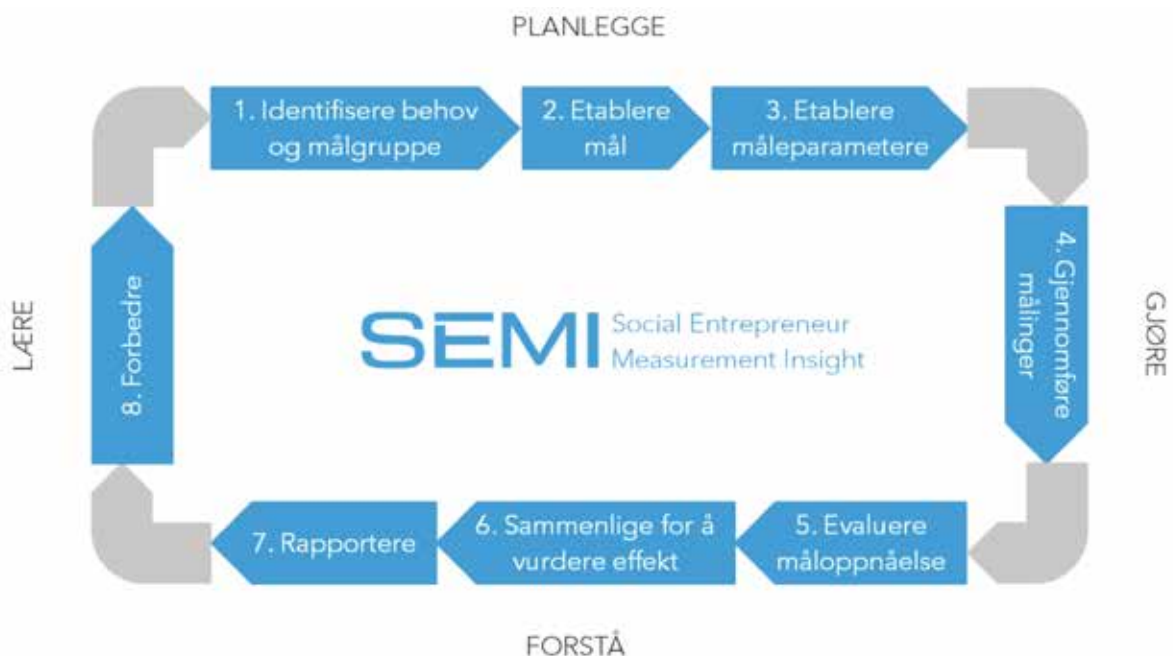 PLANLEGGE
1. Identifisere behov
og målgruppe
2. Etablere
mål
3. Etablere
måleparametere
4. Gjennomføre
målinger
GJØRE
5. Evaluere
måloppnåelse
6. Sammenlige for å
vurdere effekt
7. Rapportere
FORSTÅ
8. Forbedre
LÆRE
SEMI
Social Entrepreneur
Measurement Insight